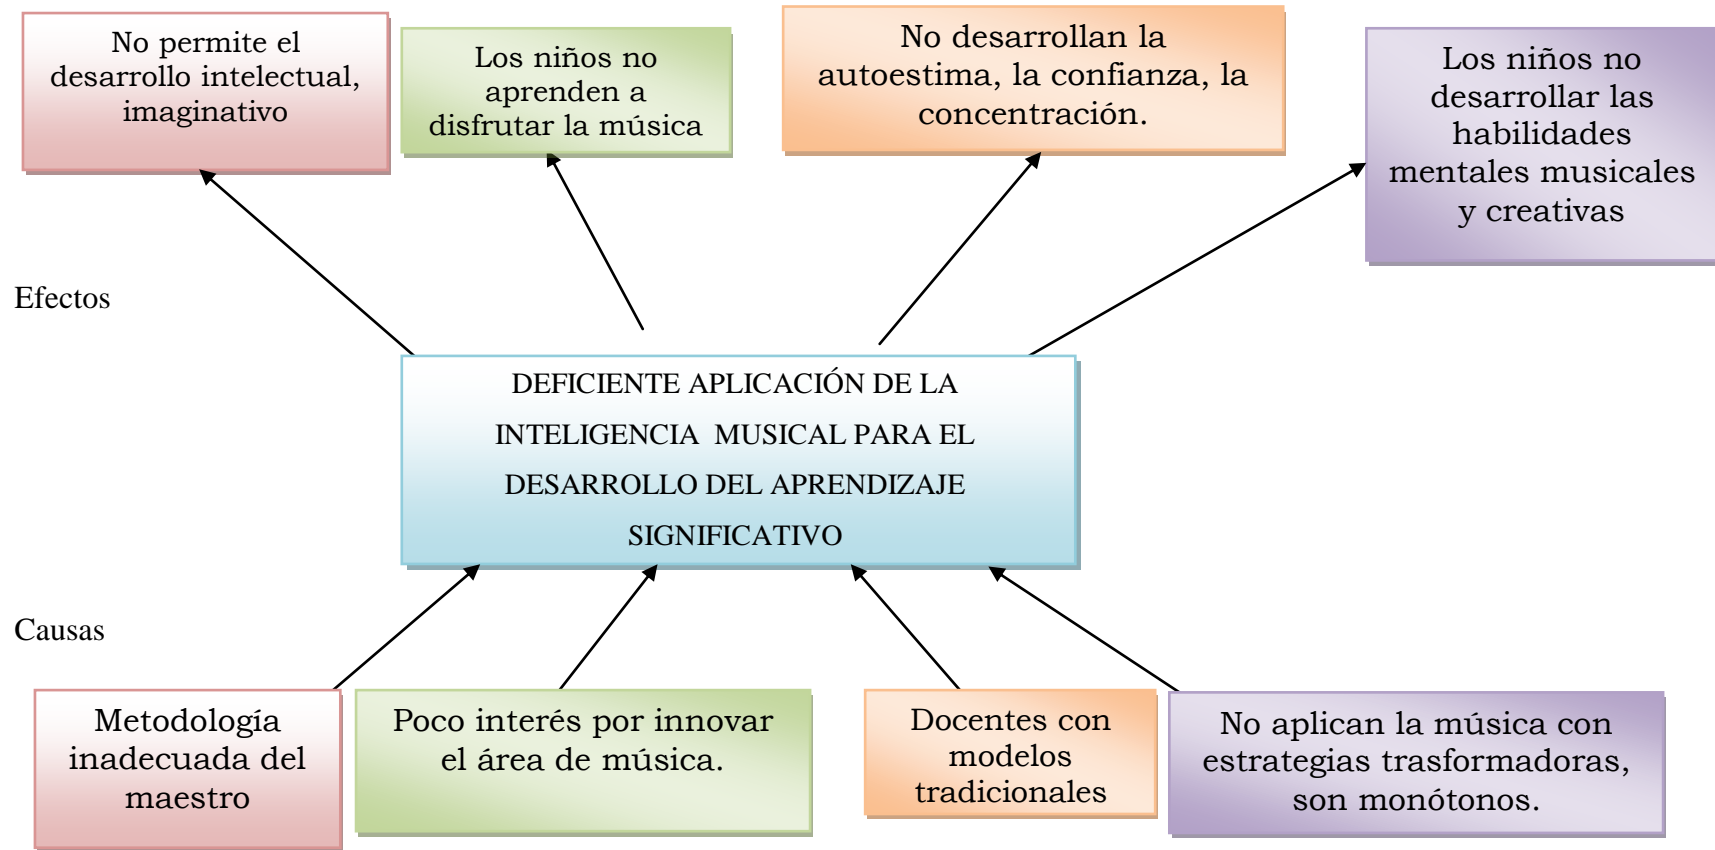 No permite el
desarrollo intelectual,
imaginativo
Los niños no
aprenden a
disfrutar la música
No desarrollan la
autoestima, la confianza, la
concentración.
Los niños no
desarrollar las
habilidades
mentales musicales
y creativas
Efectos
DEFICIENTE APLICACIÓN DE LA
INTELIGENCIA MUSICAL PARA EL
DESARROLLO DEL APRENDIZAJE
SIGNIFICATIVO
Causas
Metodología
inadecuada del
maestro
Poco interés por innovar
el área de música.
Docentes con
modelos
tradicionales
No aplican la música con
estrategias trasformadoras,
son monótonos.